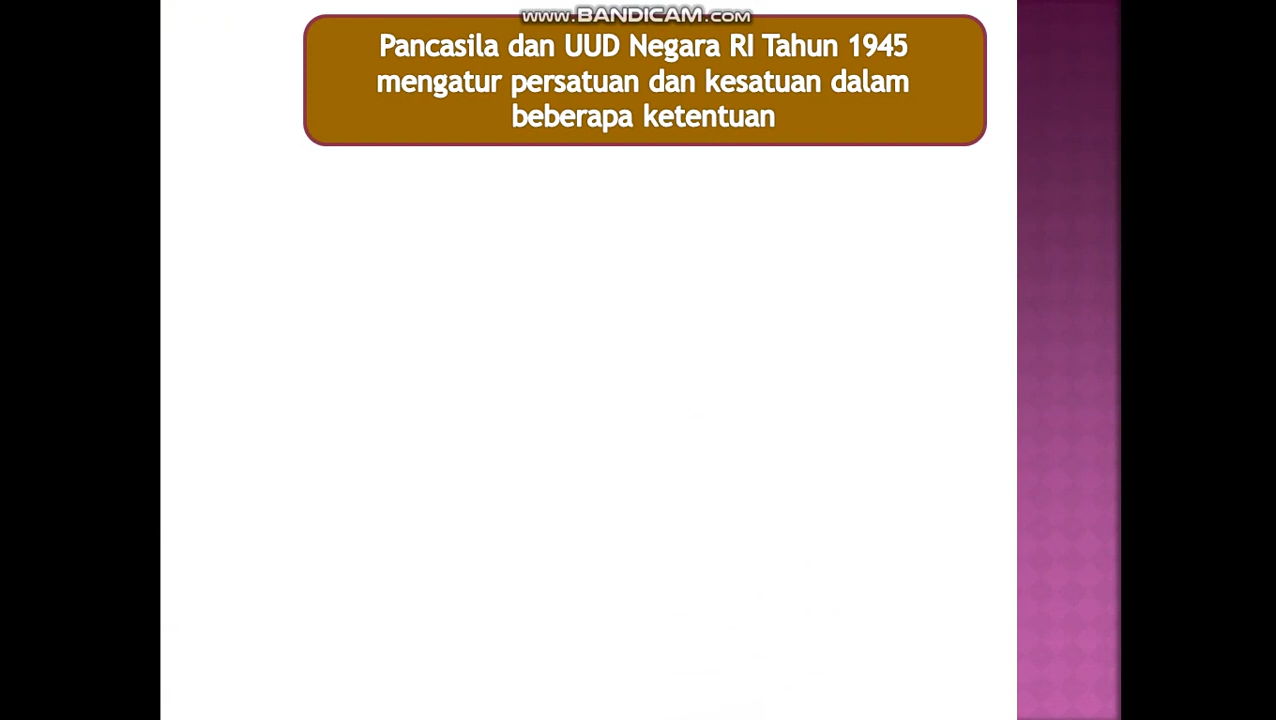 www.BANDICAM.com
Pancasila dan UUD Negara RI Tahun 1945
mengatur persatuan dan kesatuan dalam
beberapa ketentuan